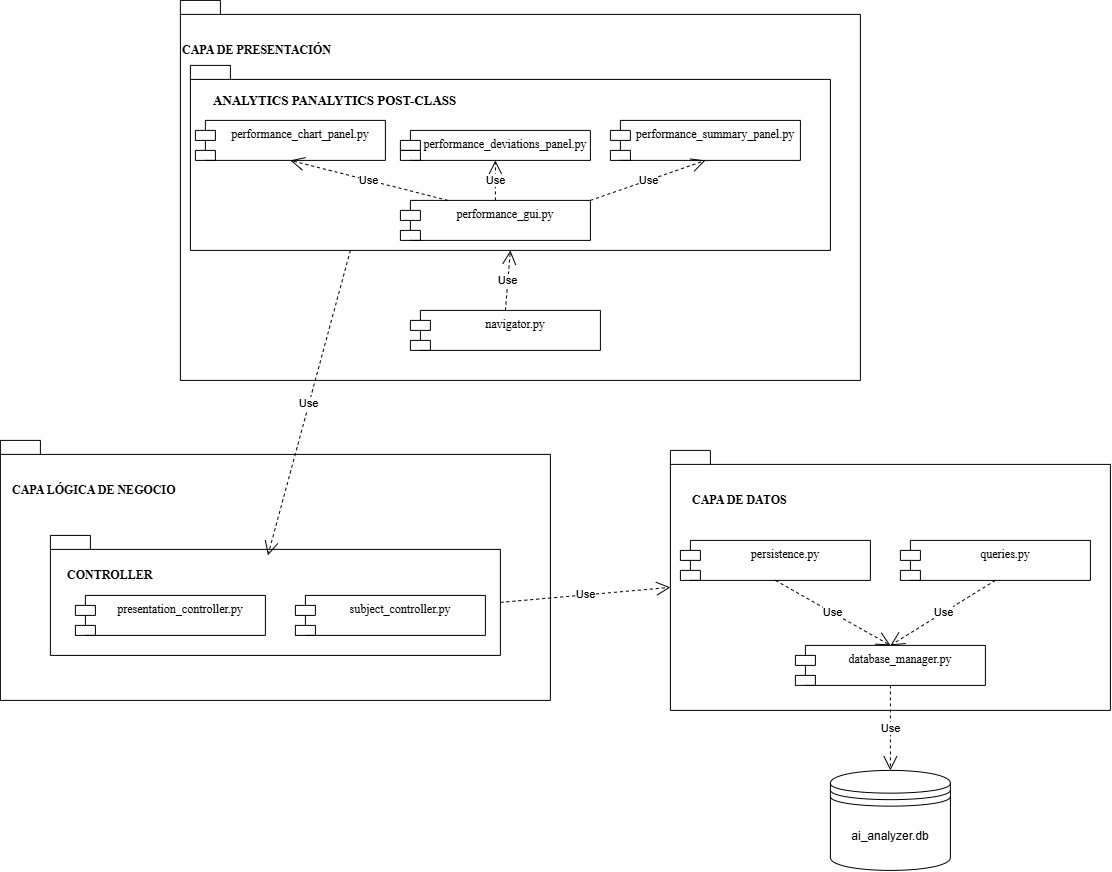 CAPA DE PRESENTACIÓN
ANALYTICS PANALYTICS POST-CLASS
performance_chart_panel.py
performance_deviations_panel.py
performance_summary_panel.py
Use
Use
Use
performance_gui.py
Use
navigator.py
Use
CAPA LÓGICA DE NEGOCIO
CONTROLLER
presentation_controller.py
subject_controller.py
Use
CAPA DE DATOS
persistence.py
queries.py
Use
Use
database_manager.py
Use
ai_analyzer.db